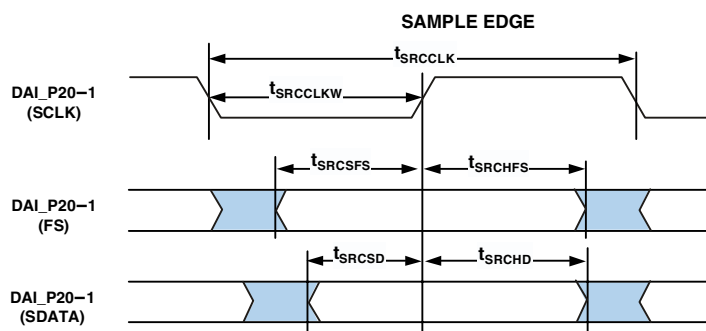 SAMPLE EDGE
tSRCCLK
DAI_P20–1
(SCLK)
tSRCCLKW
tSRCSFS
tSRCHFS
DAI_P20–1
(FS)
tSRCSD
tSRCHD
DAI_P20–1
(SDATA)